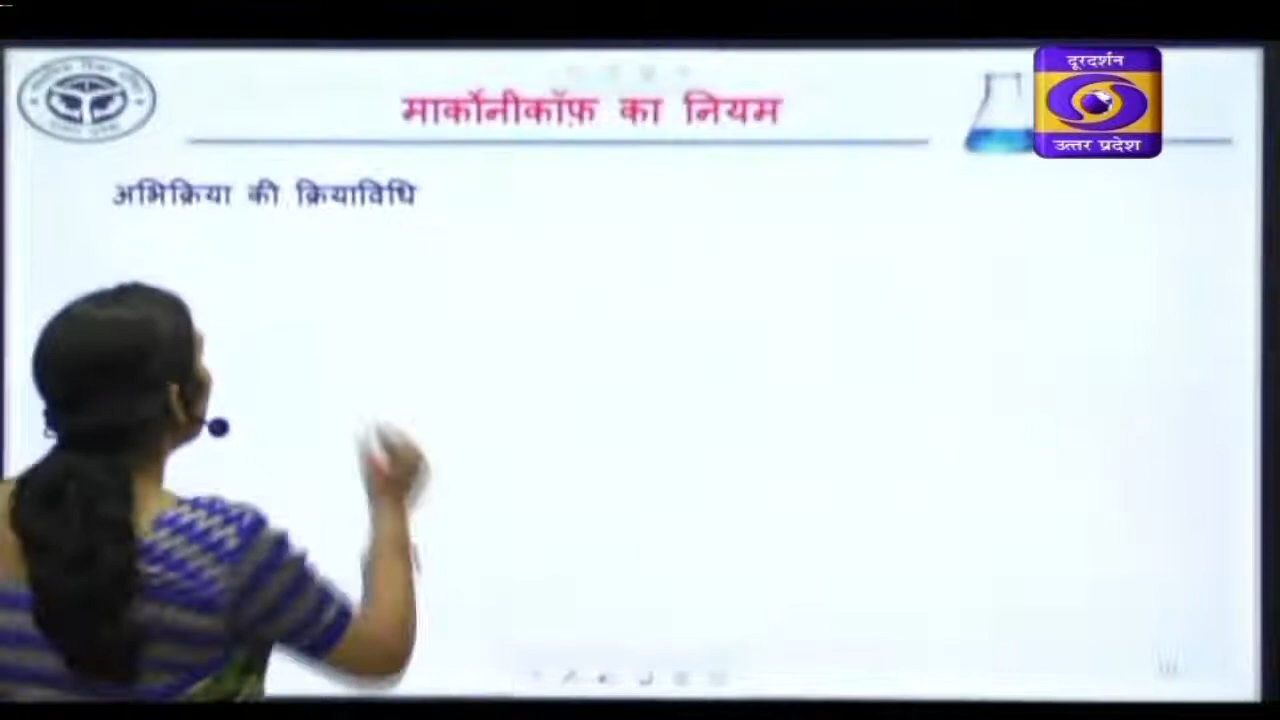 मार्कोनीकॉफ़ का नियम
दूरदर्शन
उत्तर प्रदेश
अभिक्रिया की क्रियाविधि